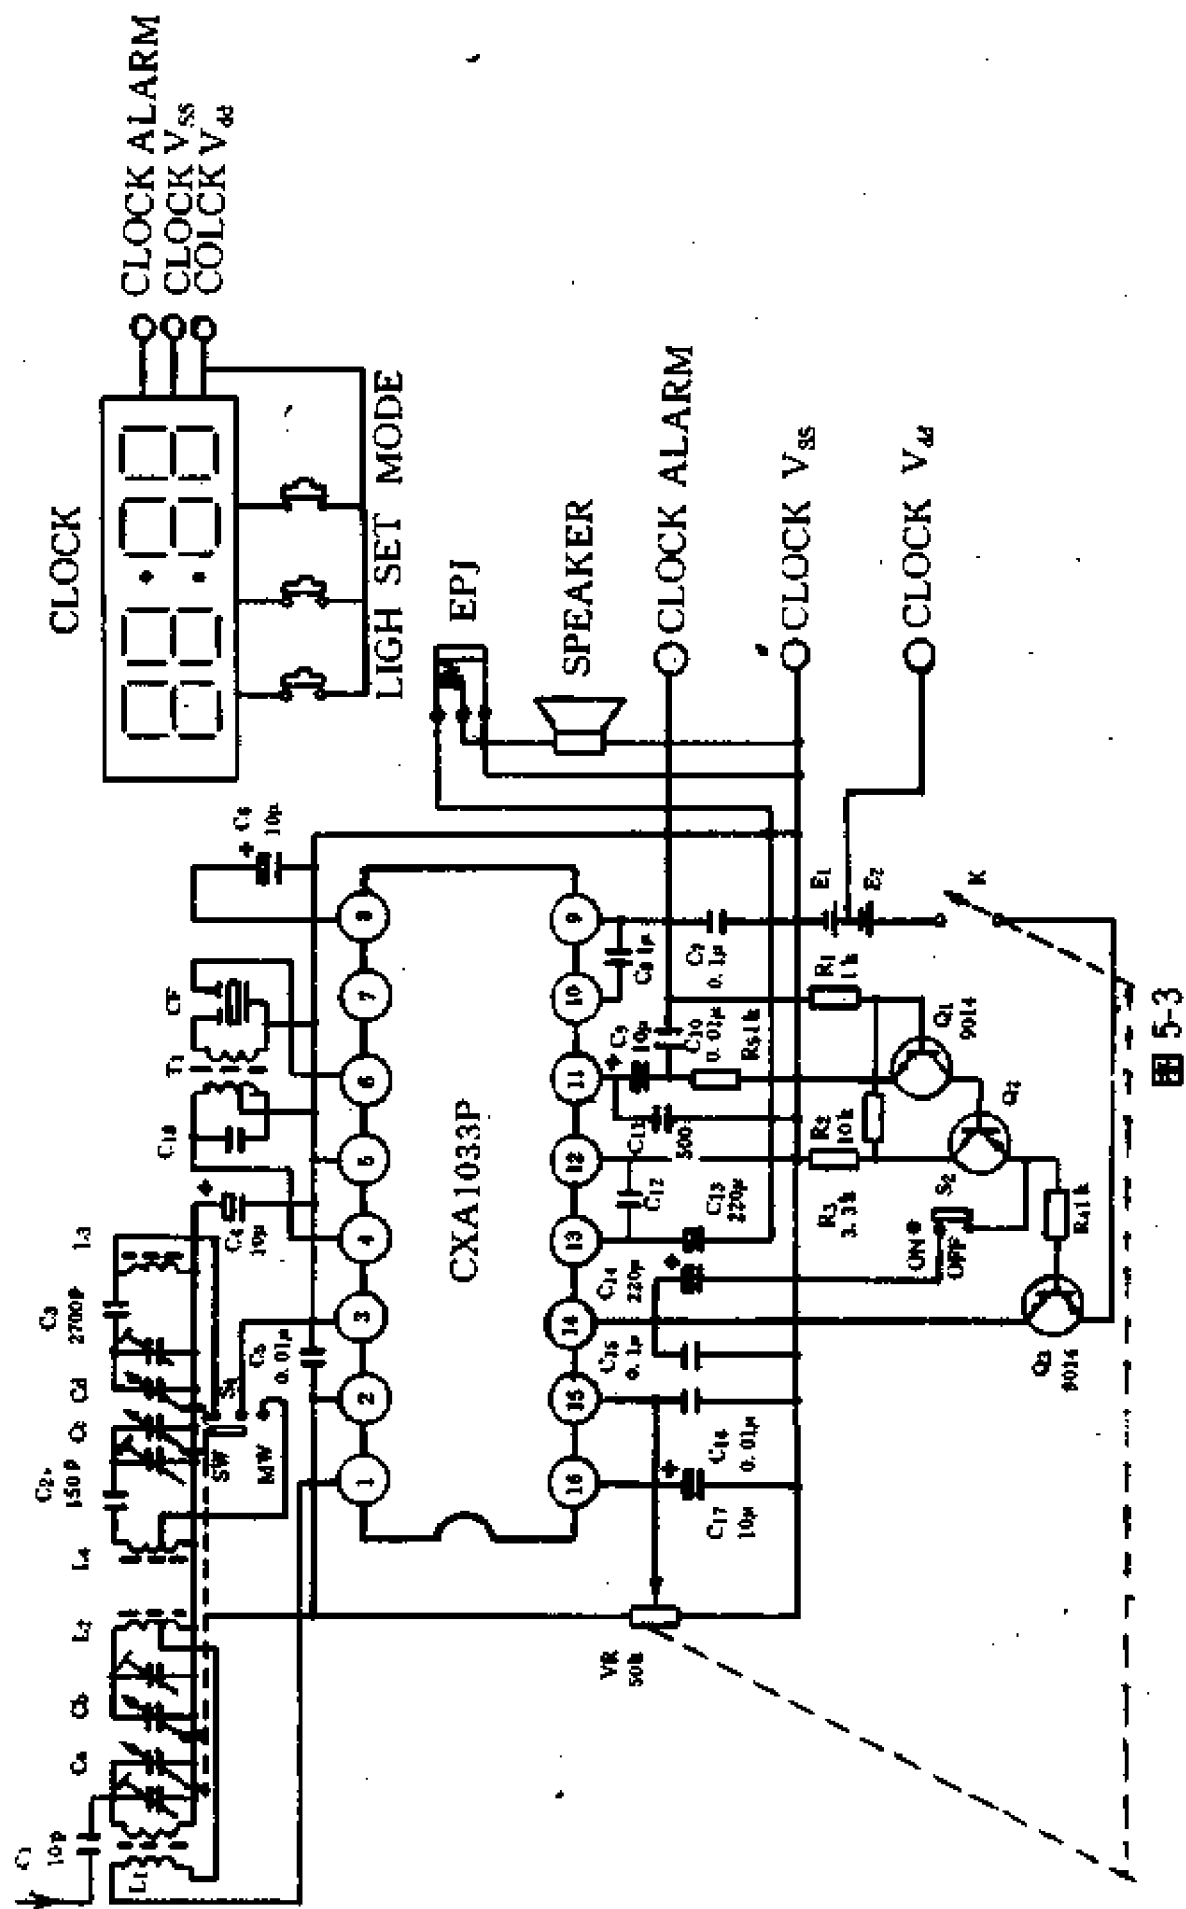 CLOCK
CLOCK ALARM
CLOCK VSS
COLCK Vdd
LIGH SET MODE
EPJ
SPEAKER
CLOCK ALARM
CLOCK VSS
CLOCK Vdd
C1
10p
L1
Ca
Cb
L2
L4
C2
150P
Cc
Cd
C3
2700P
L3
S1
SW
MW
C5
0.01μ
C4
10μ
C18
T1
CF
C6
10μ
1
2
3
4
5
6
7
8
CXA1033P
16
15
14
13
12
11
10
9
VR
50k
C17
10μ
C16
0.01μ
C15
0.1μ
C14
220μ
C13
220μ
C12
C11
500
C9
10μ
C10
0.01μ
R5 1k
C8 1μ
C7
0.1μ
E1
E2
K
R1
1k
R2
10k
R3
3.3k
Q1
9014
Q2
S2
ON
OFF
R4 1k
Q3
9014
图 5-3